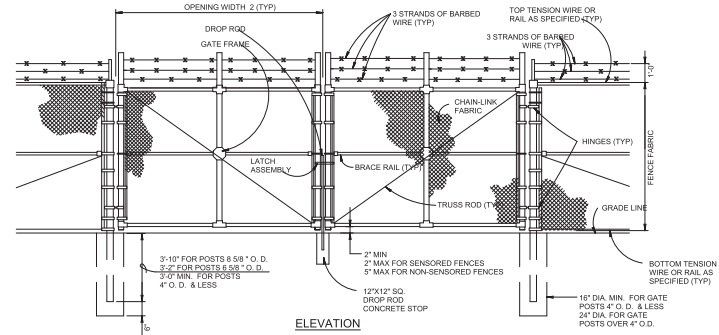 OPENING WIDTH 2 (TYP)
DROP ROD
GATE FRAME
3 STRANDS OF BARBED
WIRE (TYP)
TOP TENSION WIRE OR
RAIL AS SPECIFIED (TYP)
3 STRANDS OF BARBED
WIRE (TYP)
1'-0"
CHAIN-LINK
FABRIC
HINGES (TYP)
FENCE FABRIC
LATCH
ASSEMBLY
BRACE RAIL (TYP)
TRUSS ROD (TY
GRADE LINE
3'-10" FOR POSTS 8 5/8 " O. D.
3'-2" FOR POSTS 6 5/8 " O. D.
3'-0" MIN. FOR POSTS
4" O. D. & LESS
2" MIN
2" MAX FOR SENSORED FENCES
5" MAX FOR NON-SENSORED FENCES
BOTTOM TENSION
WIRE OR RAIL AS
SPECIFIED (TYP)
12"X12" SQ.
DROP ROD
CONCRETE STOP
16" DIA. MIN. FOR GATE
POSTS 4" O. D. & LESS
24" DIA. FOR GATE
POSTS OVER 4" O.D.
6"
ELEVATION